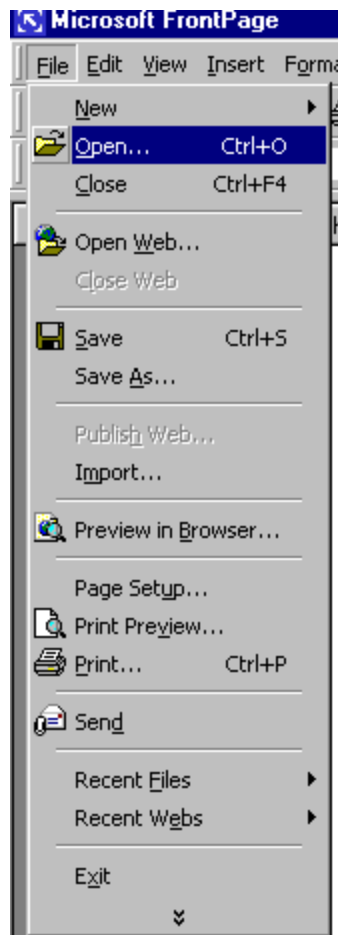 Microsoft FrontPage
File Edit View Insert Forma
New
Open... Ctrl+O
Close Ctrl+F4
Open Web...
Close Web
Save Ctrl+S
Save As...
Publish Web...
Import...
Preview in Browser...
Page Setup...
Print Preview...
Print... Ctrl+P
Send
Recent Files
Recent Webs
Exit